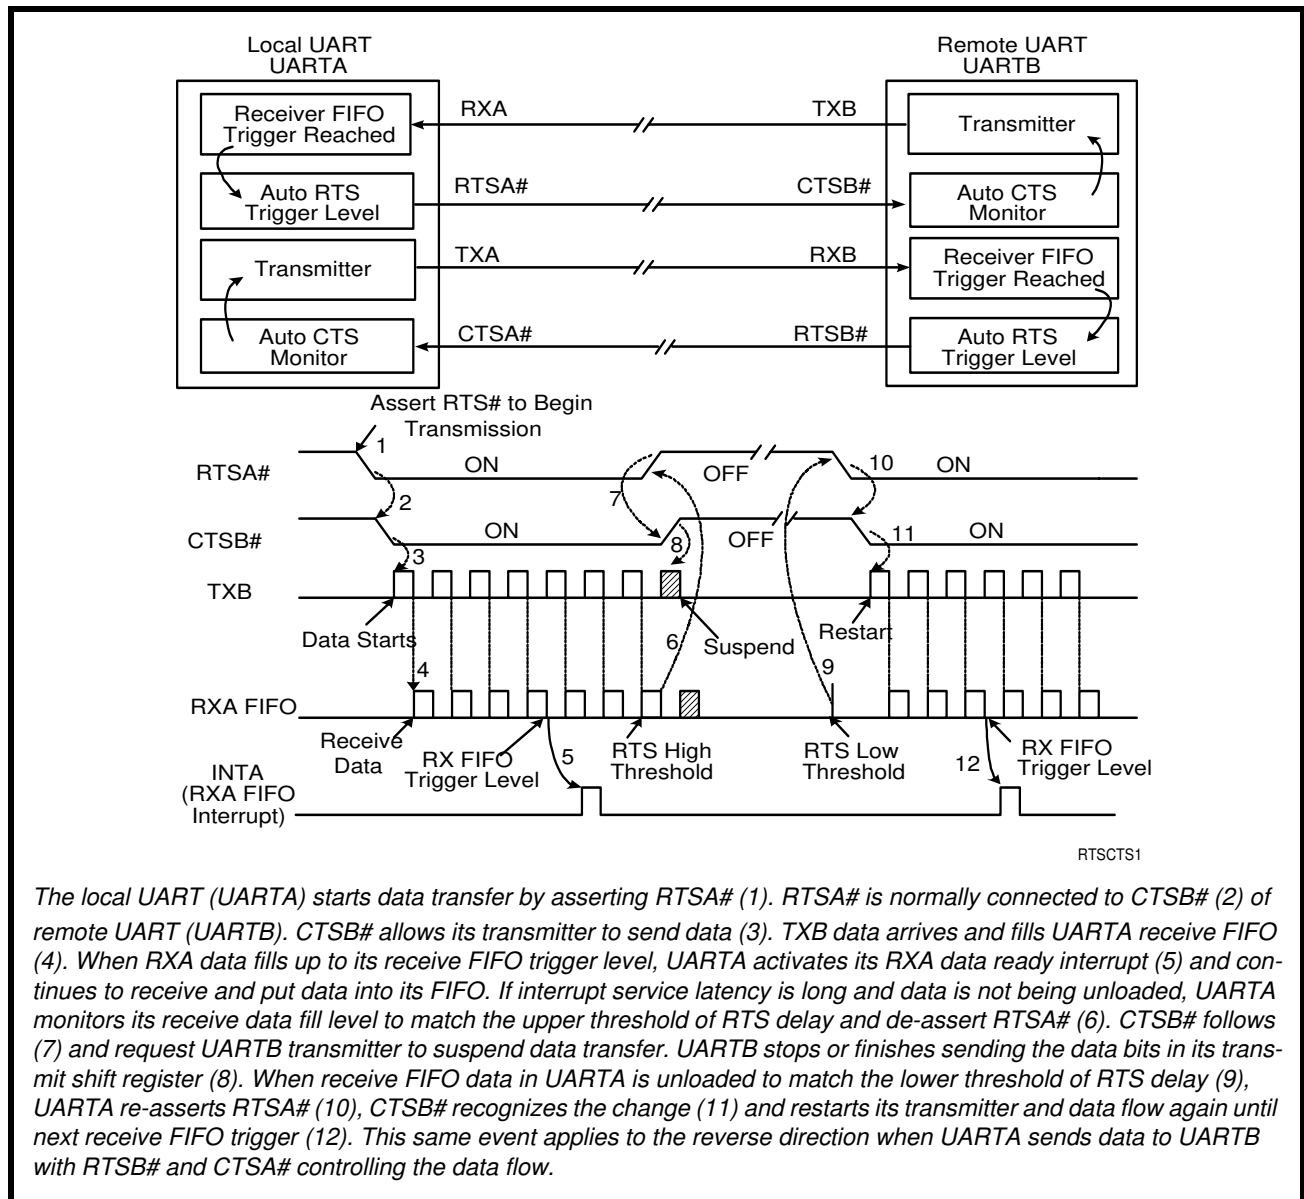 Local UART
UARTA
Remote UART
UARTB
Receiver FIFO
Trigger Reached
RXA
TXB
Transmitter
Auto RTS
Trigger Level
RTSA#
CTSB#
Auto CTS
Monitor
Transmitter
TXA
RXB
Receiver FIFO
Trigger Reached
Auto CTS
Monitor
CTSA#
RTSB#
Auto RTS
Trigger Level
Assert RTS# to Begin
Transmission
1
RTSA#
ON
7
OFF
10
ON
2
CTSB#
ON
8
OFF
11
ON
3
TXB
Data Starts
6
Suspend
Restart
4
9
RXA FIFO
Receive
Data
RX FIFO
Trigger Level
5
RTS High
Threshold
RTS Low
Threshold
12
RX FIFO
Trigger Level
INTA
(RXA FIFO
Interrupt)
RTSCTS1
The local UART (UARTA) starts data transfer by asserting RTSA# (1). RTSA# is normally connected to CTSB# (2) of
remote UART (UARTB). CTSB# allows its transmitter to send data (3). TXB data arrives and fills UARTA receive FIFO
(4). When RXA data fills up to its receive FIFO trigger level, UARTA activates its RXA data ready interrupt (5) and con-
tinues to receive and put data into its FIFO. If interrupt service latency is long and data is not being unloaded, UARTA
monitors its receive data fill level to match the upper threshold of RTS delay and de-assert RTSA# (6). CTSB# follows
(7) and request UARTB transmitter to suspend data transfer. UARTB stops or finishes sending the data bits in its trans-
mit shift register (8). When receive FIFO data in UARTA is unloaded to match the lower threshold of RTS delay (9),
UARTA re-asserts RTSA# (10), CTSB# recognizes the change (11) and restarts its transmitter and data flow again until
next receive FIFO trigger (12). This same event applies to the reverse direction when UARTA sends data to UARTB
with RTSB# and CTSA# controlling the data flow.